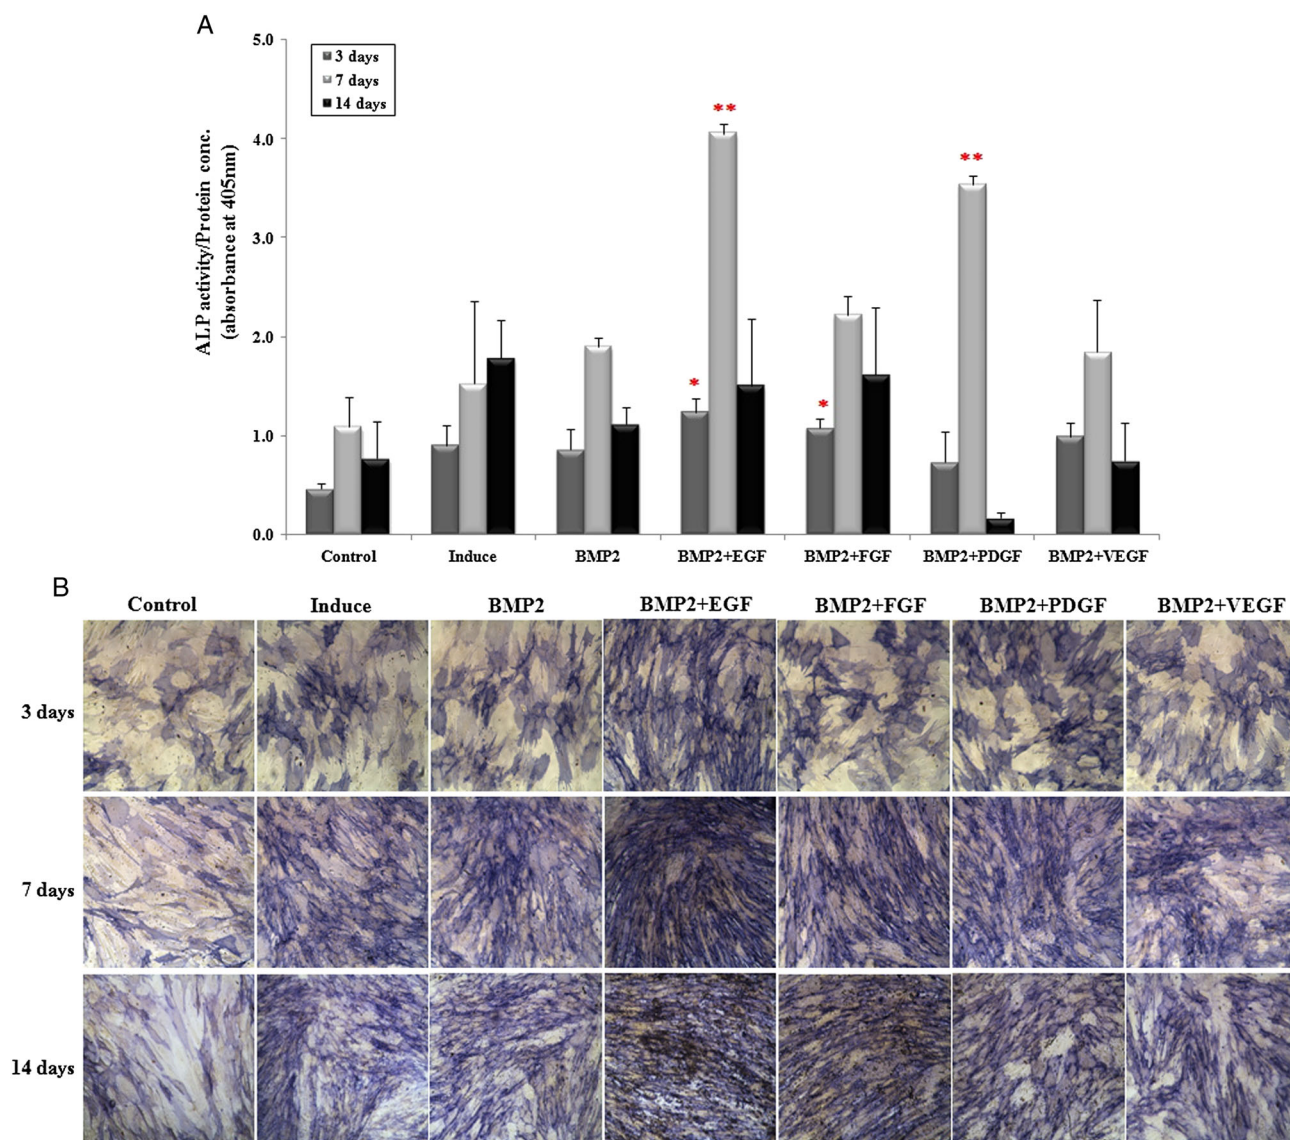 A
5.0
3 days
7 days
14 days
**
4.0
**
ALP activity/Protein conc.
(absorbance at 405nm)
3.0
2.0
*
*
1.0
0.0
Control Induce BMP2 BMP2+EGF BMP2+FGF BMP2+PDGF BMP2+VEGF
B
Control Induce BMP2 BMP2+EGF BMP2+FGF BMP2+PDGF BMP2+VEGF
3 days
7 days
14 days